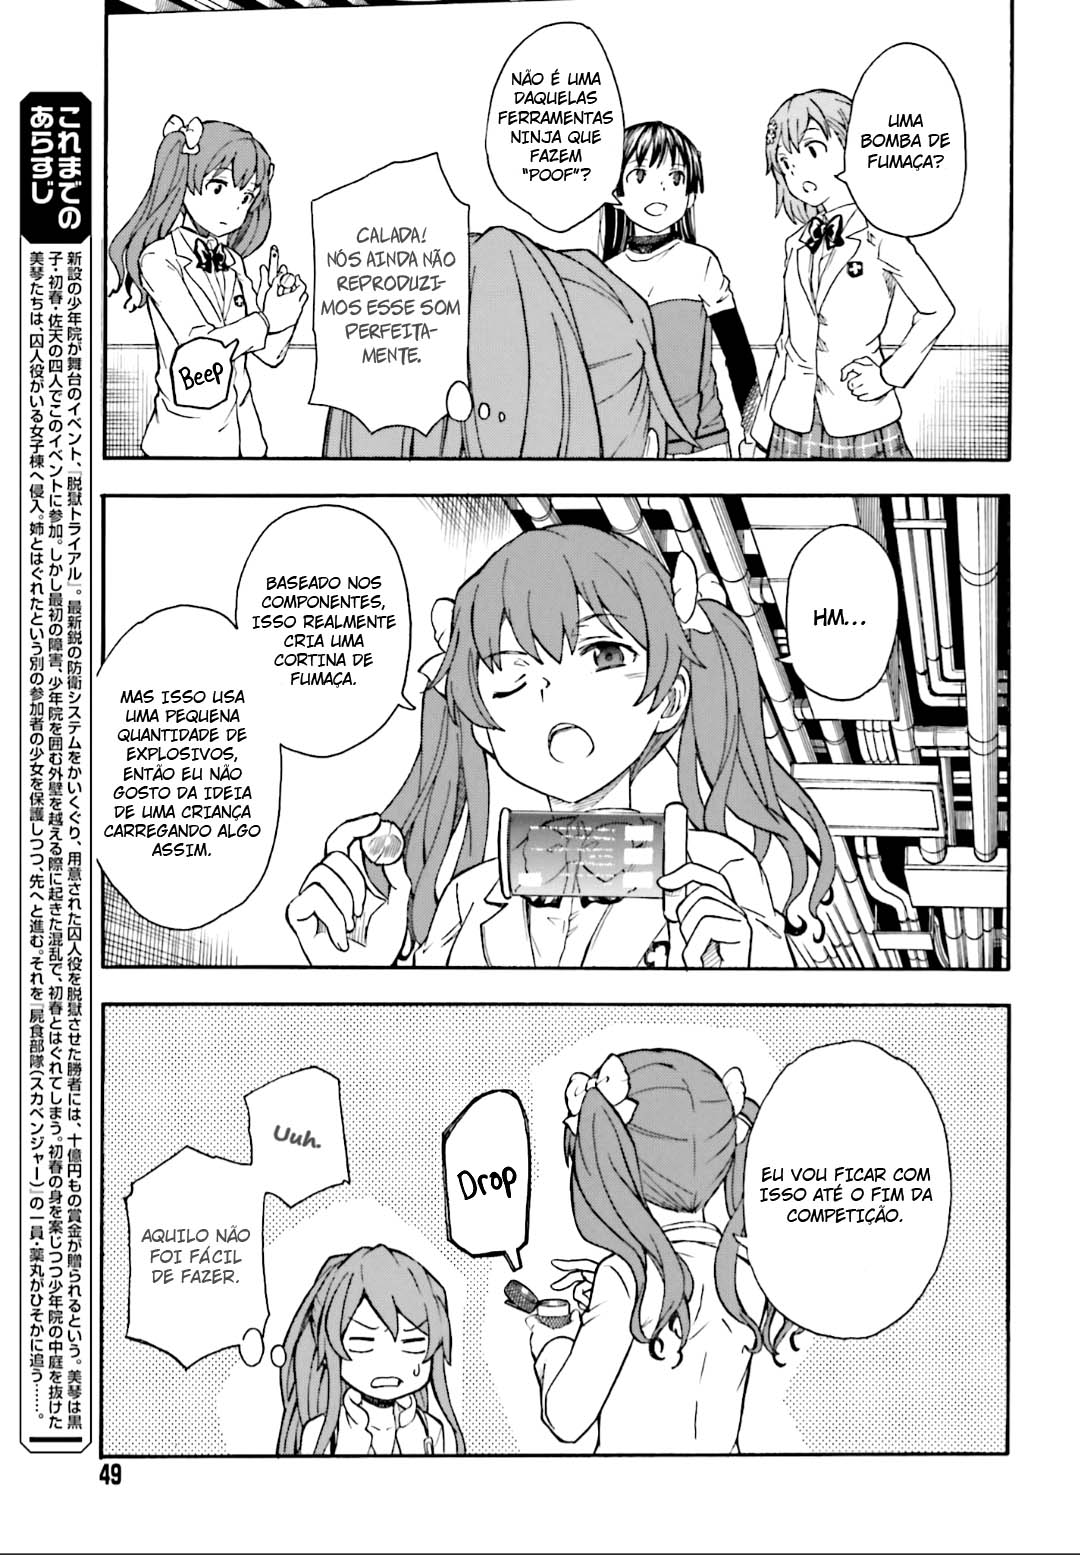 UMA
BOMBA DE
FUMAÇA?
NÃO É UMA
DAQUELAS
FERRAMENTAS
NINJA QUE
FAZEM
"POOF"?
CALADA!
NÓS AINDA NÃO
REPRODUZI-
MOS ESSE SOM
PERFEITA-
MENTE.
Beep
HM...
BASEADO NOS
COMPONENTES,
ISSO REALMENTE
CRIA UMA
CORTINA DE
FUMAÇA.
MAS ISSO USA
UMA PEQUENA
QUANTIDADE DE
EXPLOSIVOS,
ENTÃO EU NÃO
GOSTO DA IDEIA
DE UMA CRIANÇA
CARREGANDO ALGO
ASSIM.
EU VOU FICAR COM
ISSO ATÉ O FIM DA
COMPETIÇÃO.
Drop
Uuh.
AQUILO NÃO
FOI FÁCIL
DE FAZER.
これまでの
あらすじ
新設の少年院が舞台のイベント、『脱獄トライアル』。最新鋭の防衛システムをかいくぐり、用意された囚人役を脱獄させた勝者には、十億円もの賞金が贈られるという。美琴は黒
子・初春・佐天の四人でこのイベントに参加。しかし最初の障害、少年院を囲む外壁を越える際に起きた混乱で、初春とはぐれてしまう。初春の身を案じつつ少年院の中庭を抜けた
美琴たちは、囚人役がいる女子棟へ侵入。姉とはぐれたという別の参加者の少女を保護しつつ、先へと進む。それを『屍食部隊(スカベンジャー)』の一員・薬丸がひそかに追う……。
49